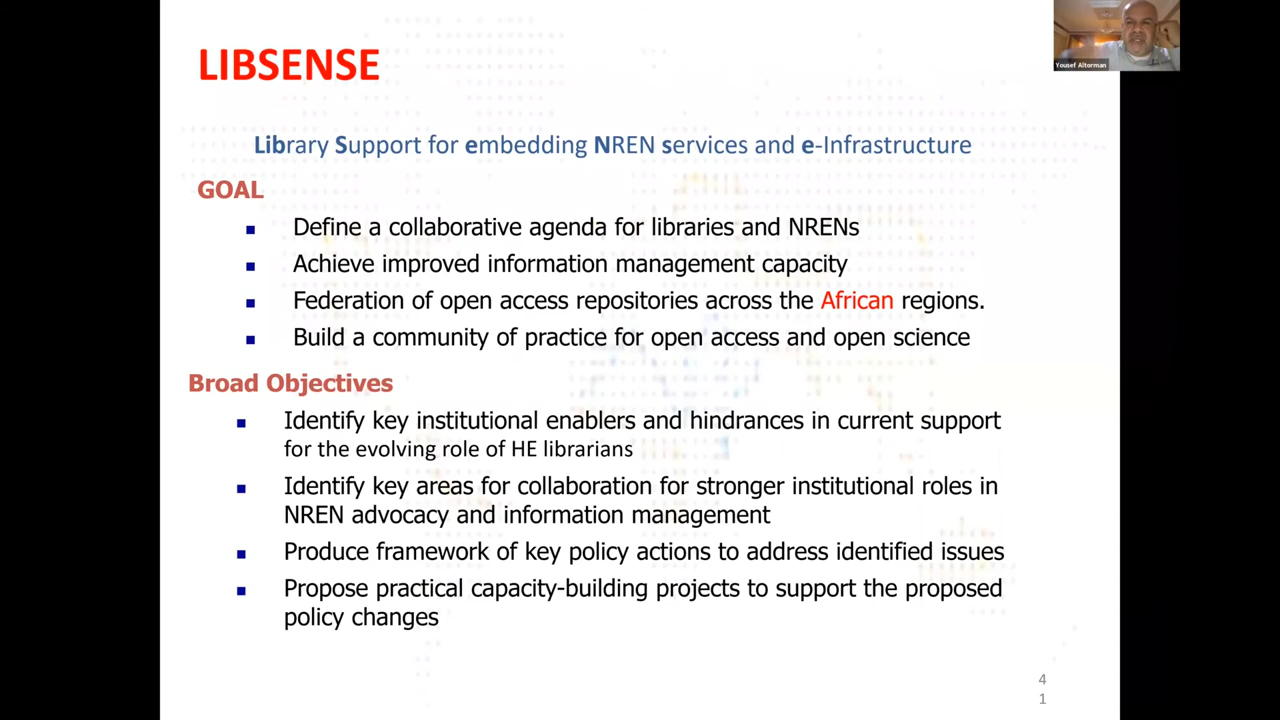 LIBSENSE
Yousef Altorman
Library Support for embedding NREN services and e-Infrastructure
GOAL
Define a collaborative agenda for libraries and NRENs
Achieve improved information management capacity
Federation of open access repositories across the African regions.
Build a community of practice for open access and open science
Broad Objectives
Identify key institutional enablers and hindrances in current support
for the evolving role of HE librarians
Identify key areas for collaboration for stronger institutional roles in
NREN advocacy and information management
Produce framework of key policy actions to address identified issues
Propose practical capacity-building projects to support the proposed
policy changes
4
1